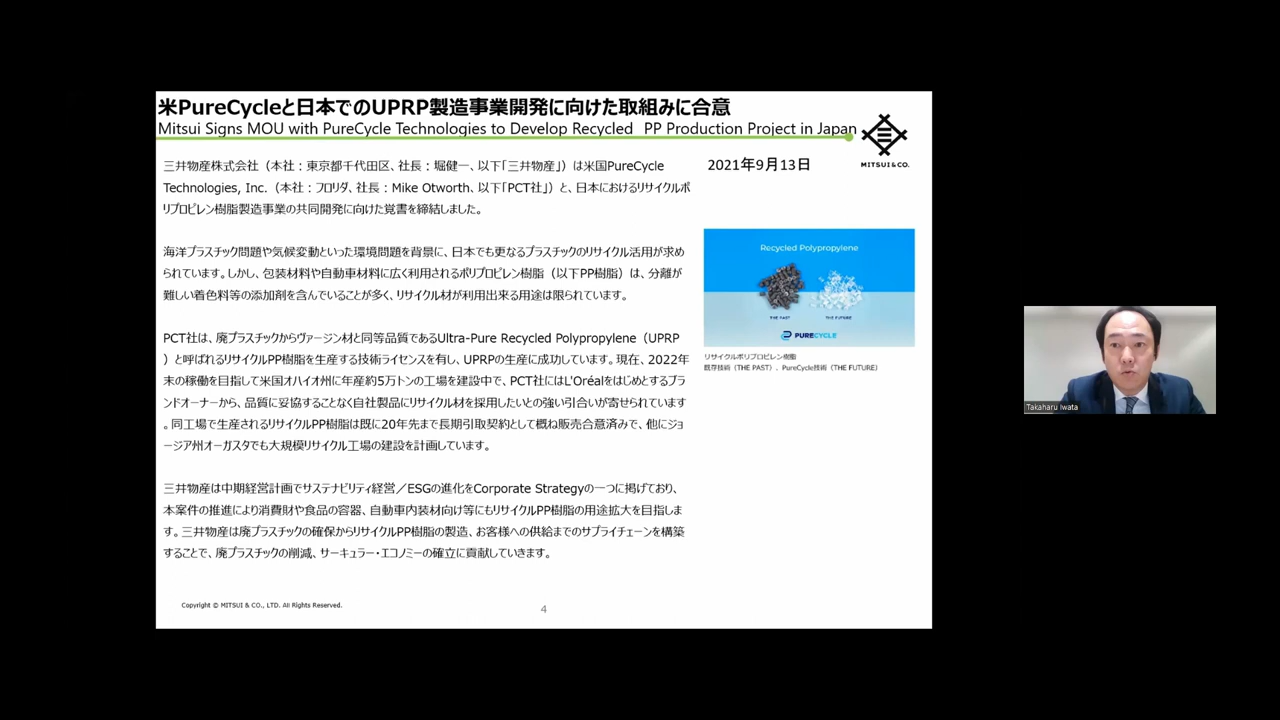 米PureCycleと日本でのUPRP製造事業開発に向けた取組みに合意
Mitsui Signs MOU with PureCycle Technologies to Develop Recycled PP Production Project in Japan
MITSUI & CO.
三井物産株式会社（本社：東京都千代田区、社長：堀健一、以下「三井物産」）は米国PureCycle
Technologies, Inc.（本社：フロリダ、社長：Mike Otworth、以下「PCT社」）と、日本におけるリサイクルポ
リプロピレン樹脂製造事業の共同開発に向けた覚書を締結しました。
海洋プラスチック問題や気候変動といった環境問題を背景に、日本でも更なるプラスチックのリサイクル活用が求め
られています。しかし、包装材料や自動車材料に広く利用されるポリプロピレン樹脂（以下PP樹脂）は、分離が
難しい着色料等の添加剤を含んでいることが多く、リサイクル材が利用出来る用途は限られています。
PCT社は、廃プラスチックからヴァージン材と同等品質であるUltra-Pure Recycled Polypropylene（UPRP
）と呼ばれるリサイクルPP樹脂を生産する技術ライセンスを有し、UPRPの生産に成功しています。現在、2022年
末の稼働を目指して米国オハイオ州に年産約5万トンの工場を建設中で、PCT社にはL'Oréalをはじめとするブラ
ンドオーナーから、品質に妥協することなく自社製品にリサイクル材を採用したいとの強い引合いが寄せられています
。同工場で生産されるリサイクルPP樹脂は既に20年先まで長期引取契約として概ね販売合意済みで、他にジョ
ージア州オーガスタでも大規模リサイクル工場の建設を計画しています。
三井物産は中期経営計画でサステナビリティ経営／ESGの進化をCorporate Strategyの一つに掲げており、
本案件の推進により消費財や食品の容器、自動車内装材向け等にもリサイクルPP樹脂の用途拡大を目指しま
す。三井物産は廃プラスチックの確保からリサイクルPP樹脂の製造、お客様への供給までのサプライチェーンを構築
することで、廃プラスチックの削減、サーキュラー・エコノミーの確立に貢献していきます。
2021年9月13日
Recycled Polypropylene
THE PAST THE FUTURE
PURECYCLE
リサイクルポリプロピレン樹脂
既存技術（THE PAST）、PureCycle技術（THE FUTURE）
Copyright © MITSUI & CO., LTD. All Rights Reserved.
4
Takaharu Iwata